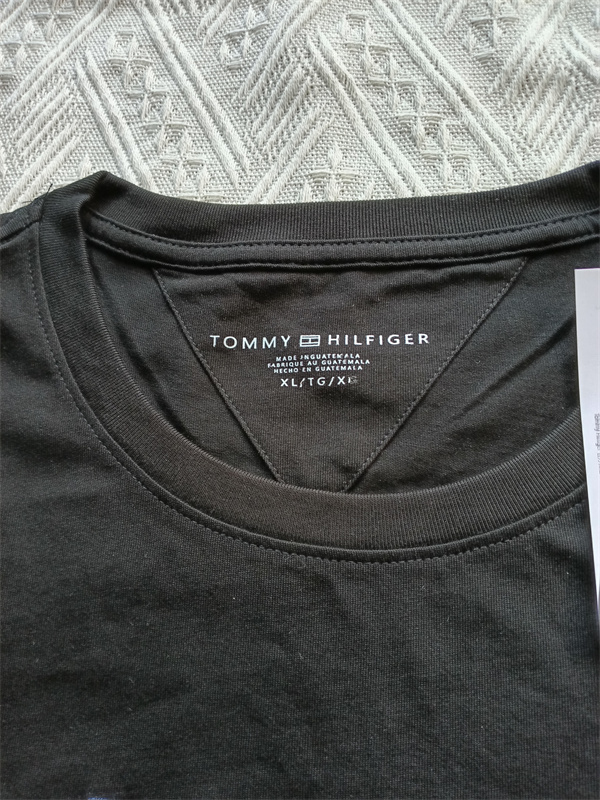 TOMMY HILFIGER
MADE IN GUATEMALA
FABRIQUE AU GUATEMALA
HECHO EN GUATEMALA
XL/TG/XG